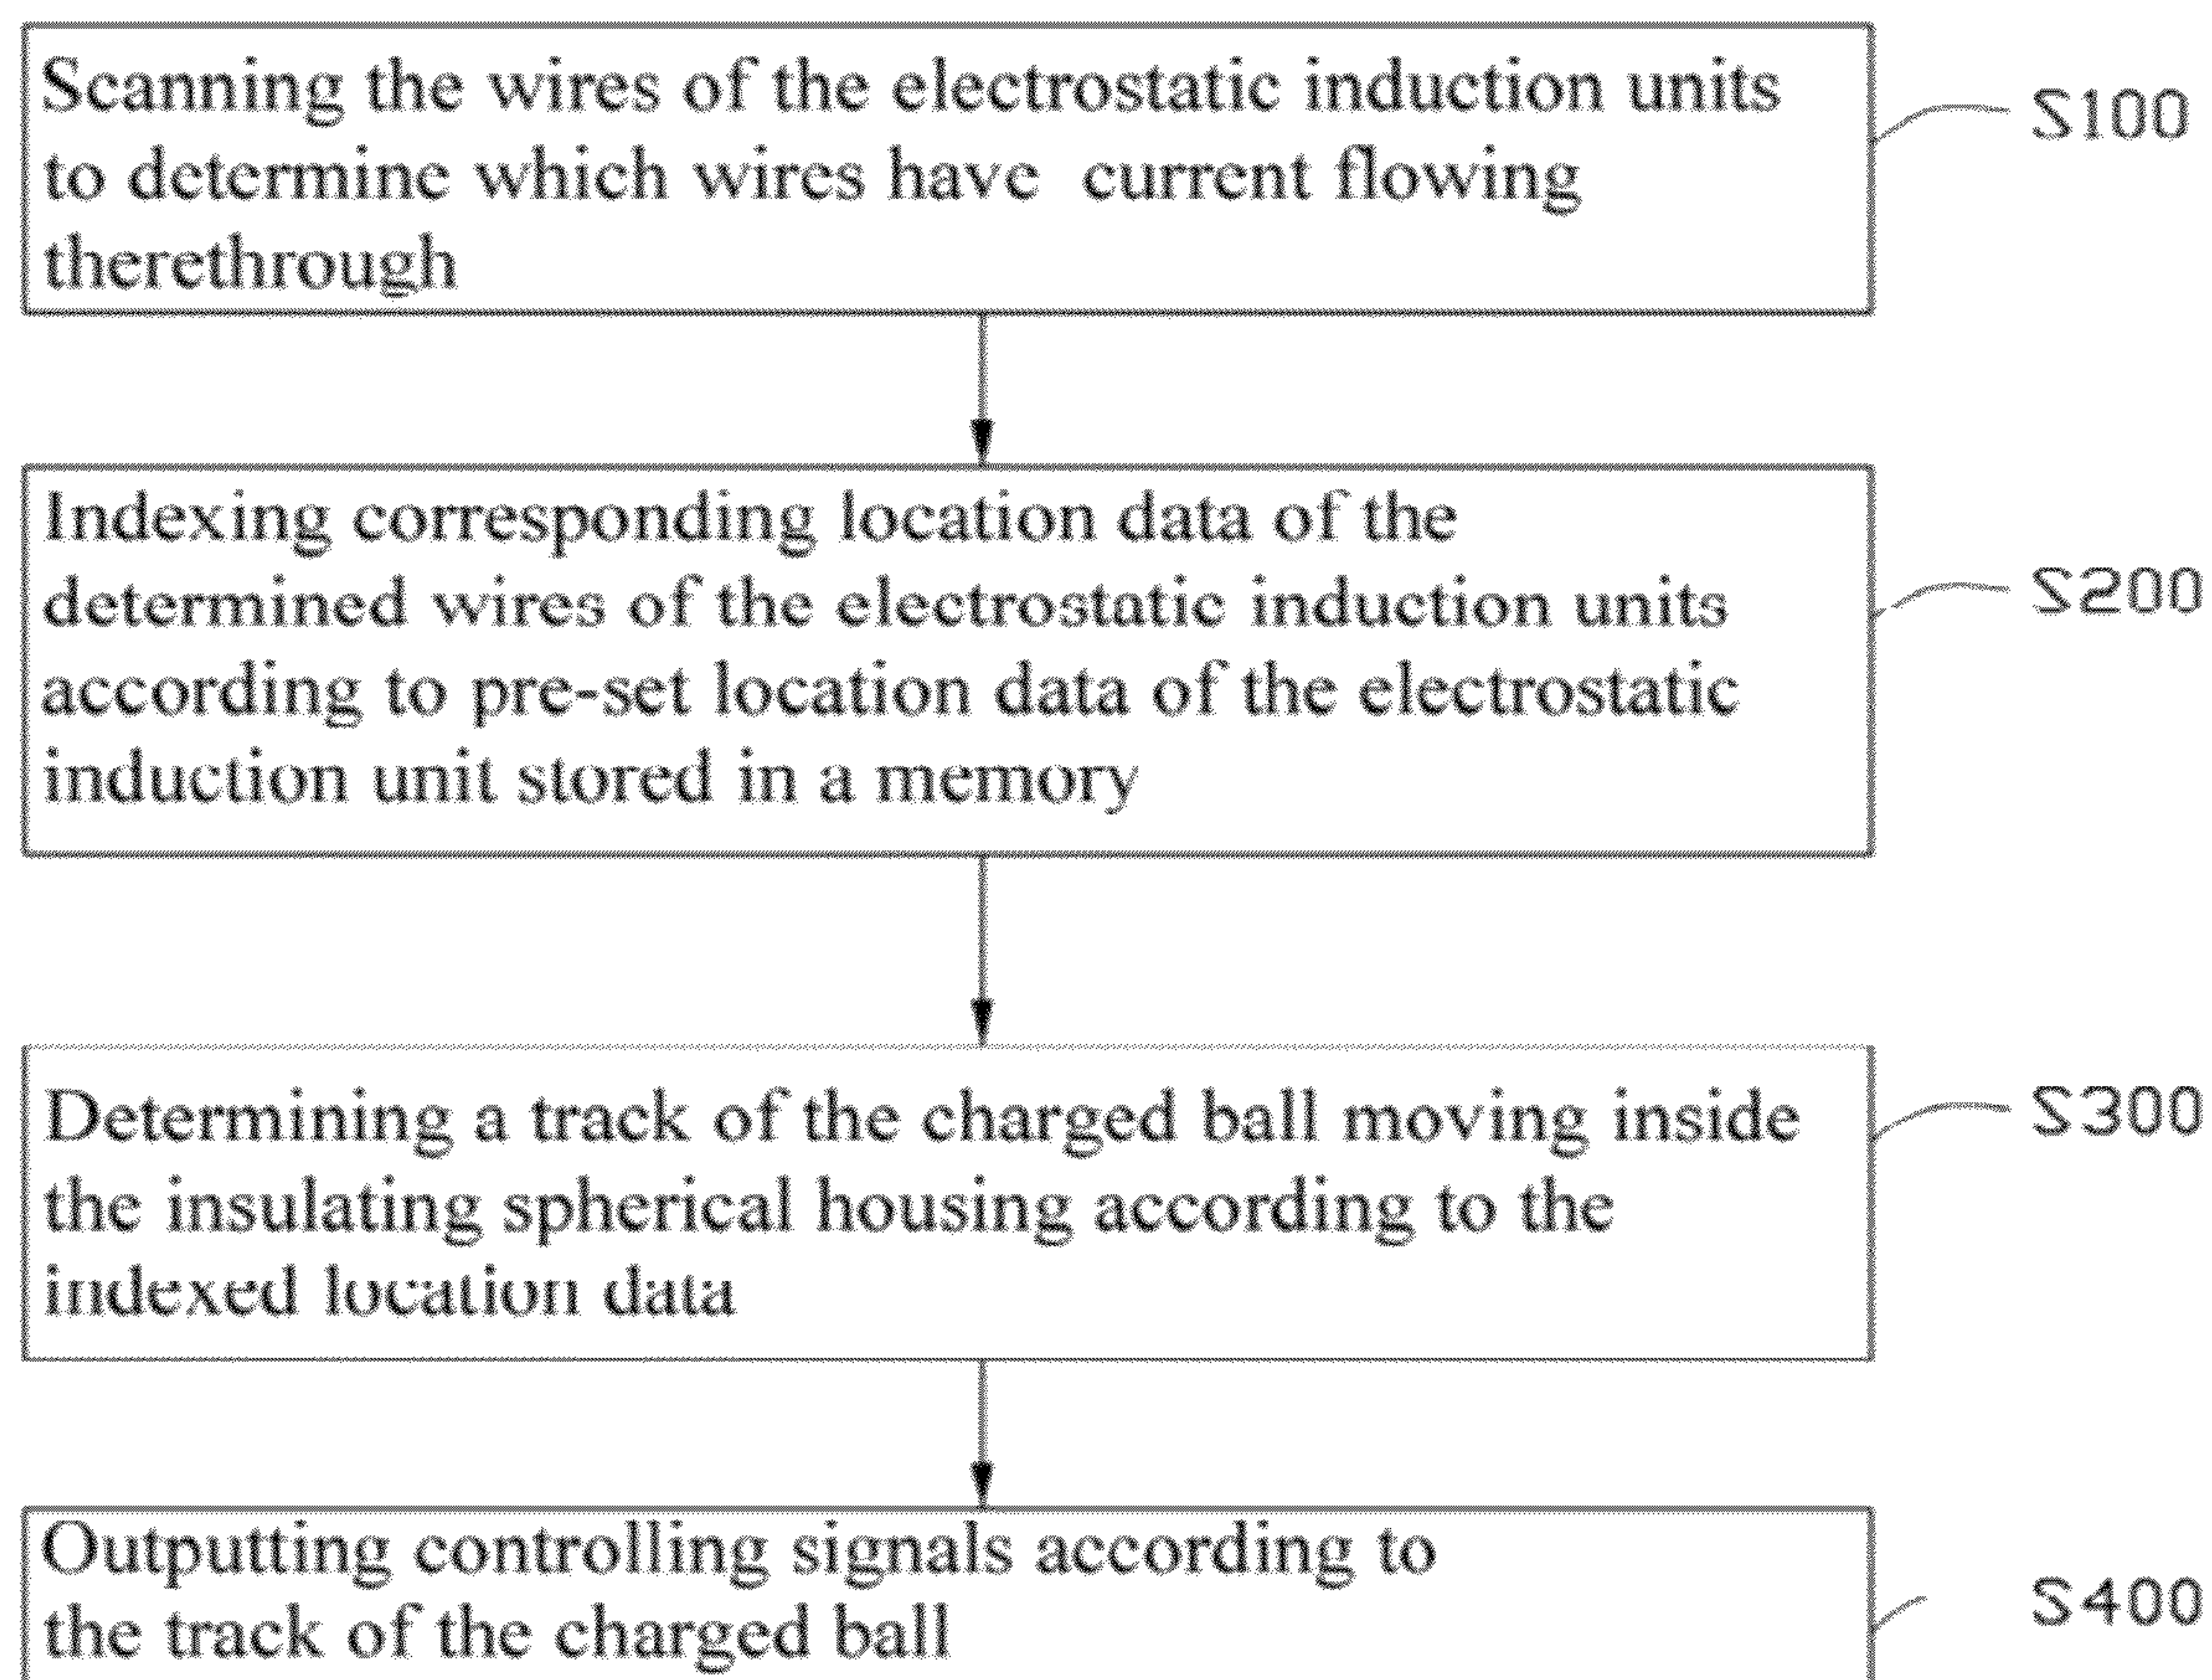 Scanning the wires of the electrostatic induction units
to determine which wires have current flowing
therethrough
S100
Indexing corresponding location data of the
determined wires of the electrostatic induction units
according to pre-set location data of the electrostatic
induction unit stored in a memory
S200
Determining a track of the charged ball moving inside
the insulating spherical housing according to the
indexed location data
S300
Outputting controlling signals according to
the track of the charged ball
S400